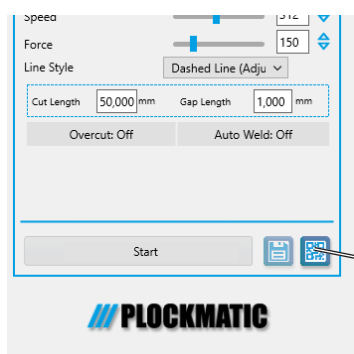 Speed 312
Force 150
Line Style Dashed Line (Adju
Cut Length 50,000 mm Gap Length 1,000 mm
Overcut: Off Auto Weld: Off
Start
PLOCKMATIC